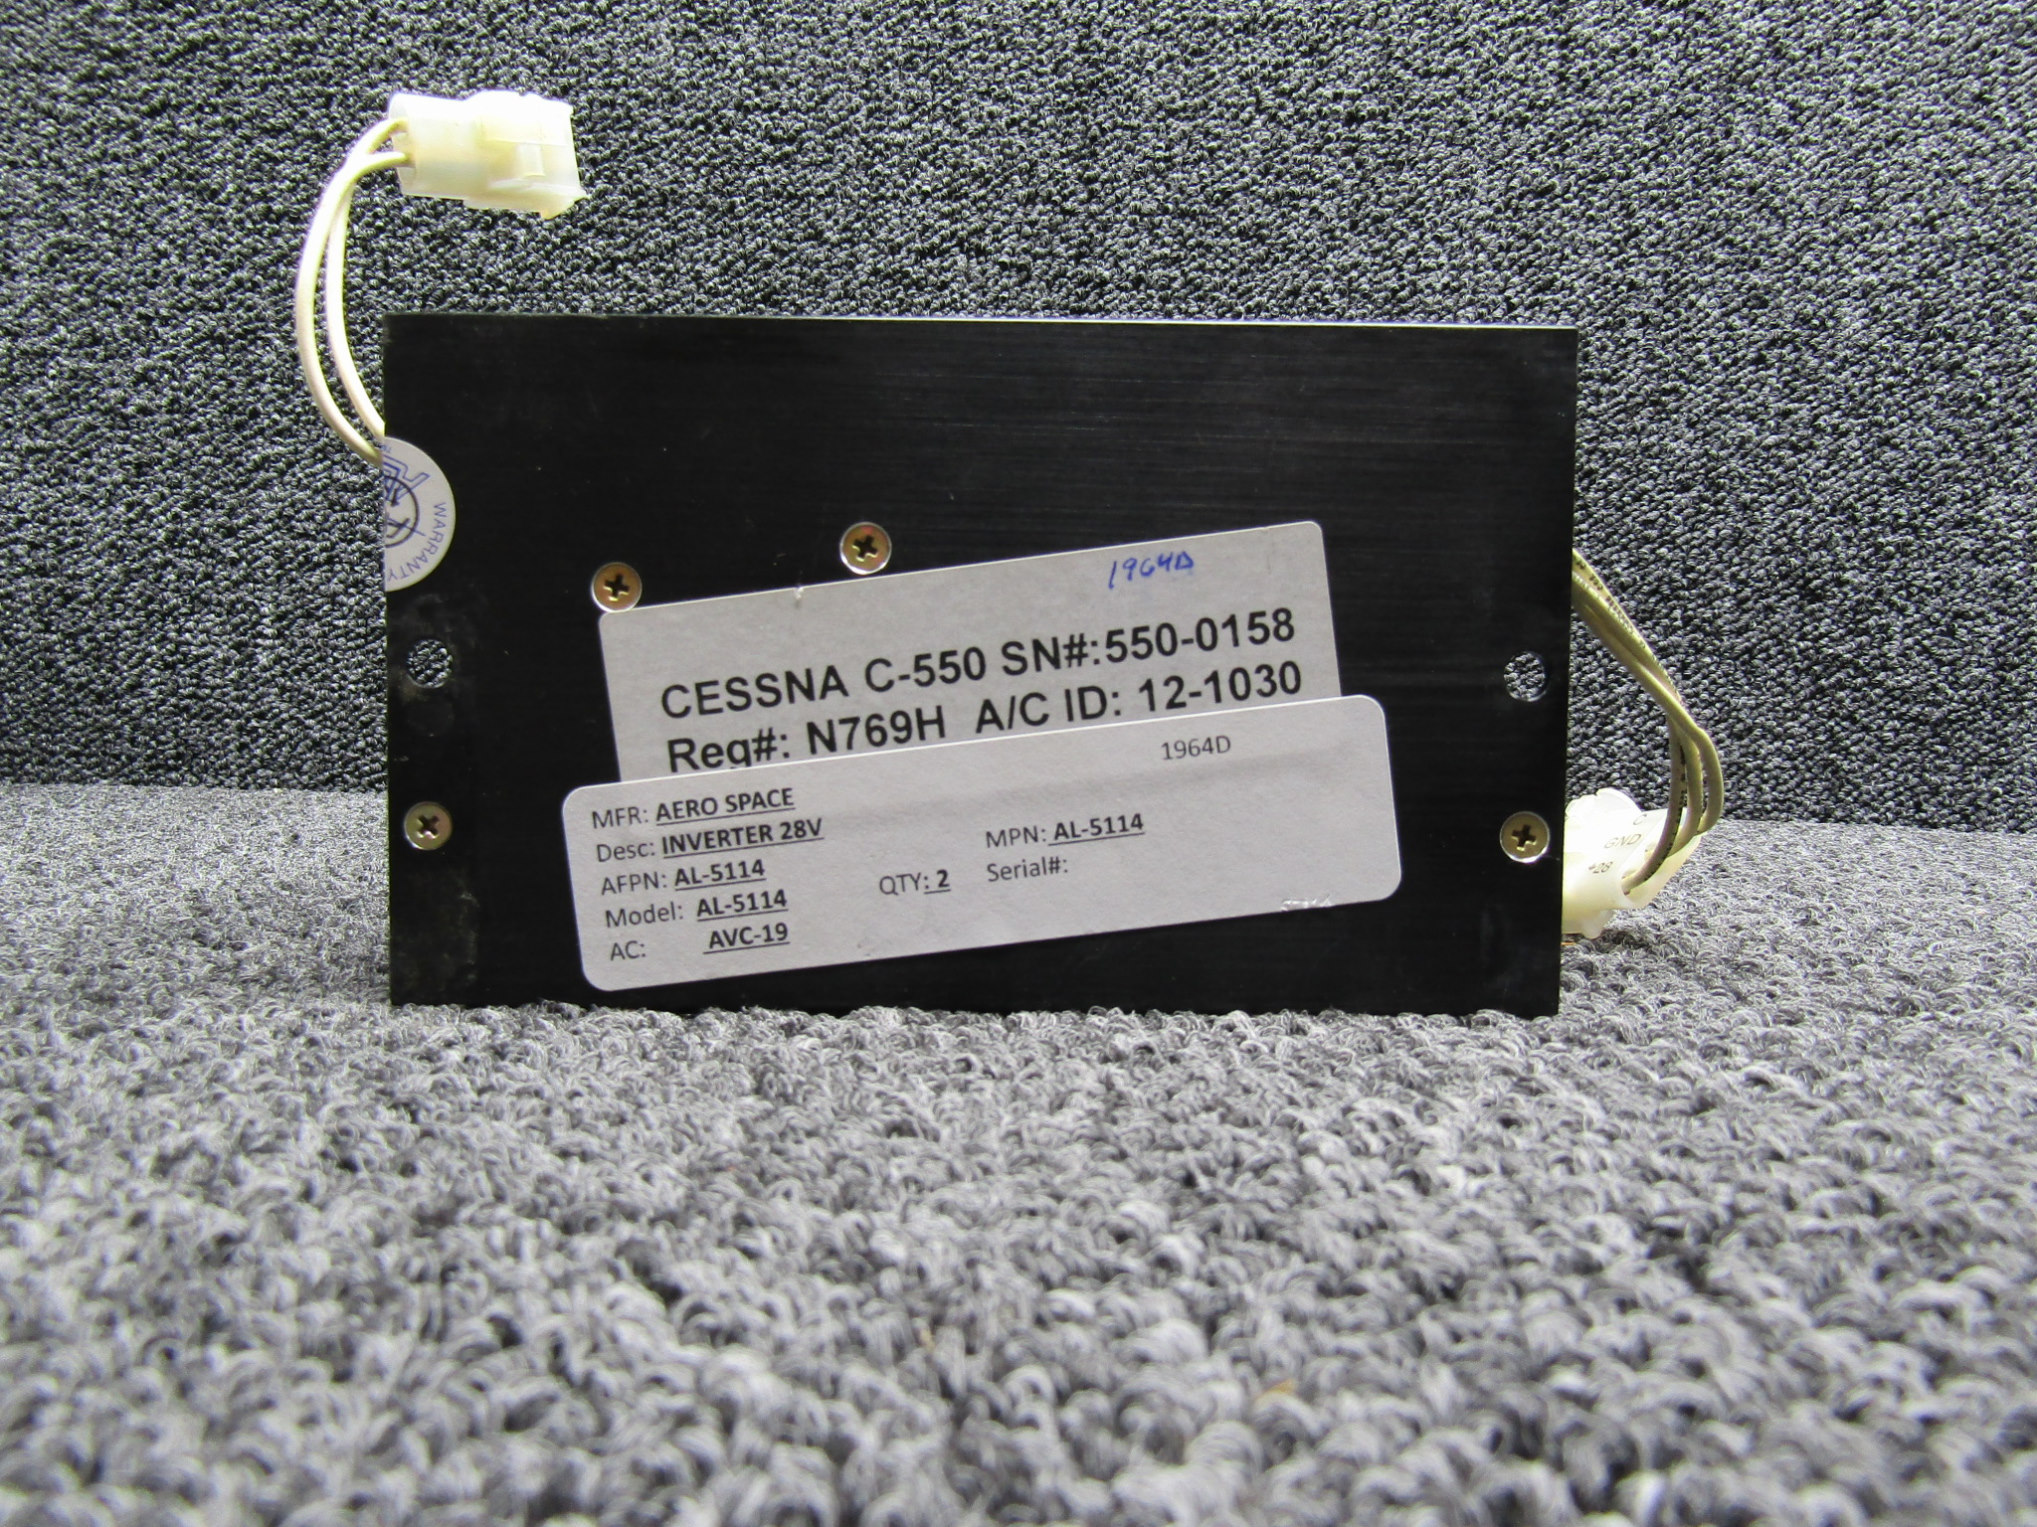 WARRANTY
1964D
CESSNA C-550 SN#:550-0158
Reg#: N769H A/C ID: 12-1030
1964D
MFR: AERO SPACE
Desc: INVERTER 28V
MPN: AL-5114
AFPN: AL-5114
QTY: 2
Serial#:
Model: AL-5114
AC: AVC-19
C
GND
+28